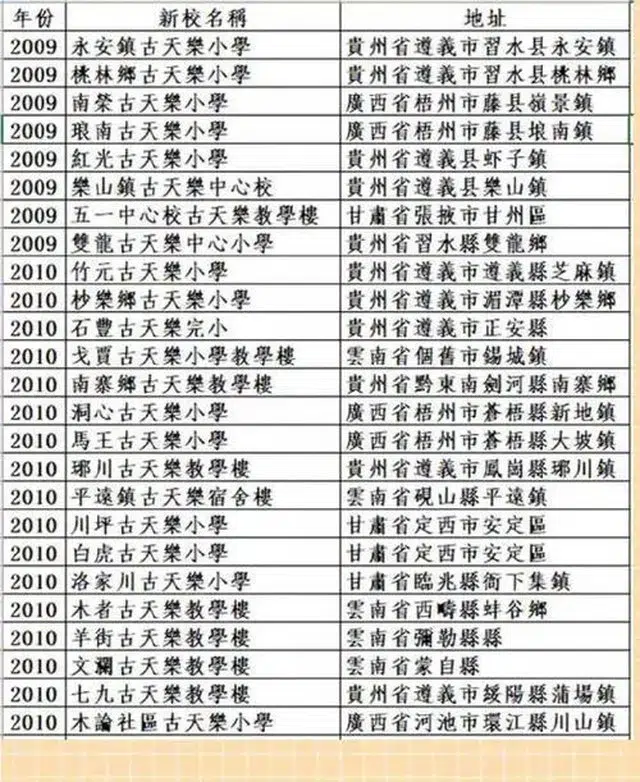 年份 新校名稱 地址
2009 永安鎮古天樂小學 貴州省遵義市習水县永安鎮
2009 桃林鄉古天樂小學 貴州省遵義市習水县桃林鄉
2009 南榮古天樂小學 廣西省梧州市藤县嶺景鎮
2009 琅南古天樂小學 廣西省梧州市藤县埌南鎮
2009 紅光古天樂小學 貴州省遵義县虾子鎮
2009 樂山鎮古天樂中心校 貴州省遵義县樂山鎮
2009 五一中心校古天樂教學樓 甘肅省張掖市甘州區
2009 雙龍古天樂中心小學 貴州省習水縣雙龍鄉
2010 竹元古天樂小學 貴州省遵義市遵義縣芝麻鎮
2010 桫樂鄉古天樂小學 貴州省遵義市湄潭縣桫樂鄉
2010 石豐古天樂完小 貴州省遵義市正安縣
2010 戈賈古天樂小學教學樓 雲南省個舊市錫城鎮
2010 南寨鄉古天樂教學樓 貴州省黔東南劍河縣南寨鄉
2010 洞心古天樂小學 廣西省梧州市蒼梧縣新地鎮
2010 馬王古天樂小學 廣西省梧州市蒼梧縣大坡鎮
2010 琊川古天樂教學樓 貴州省遵義市鳳崗縣琊川鎮
2010 平遠鎮古天樂宿舍樓 雲南省硯山縣平遠鎮
2010 川坪古天樂小學 甘肅省定西市安定區
2010 白虎古天樂小學 甘肅省定西市安定區
2010 洛家川古天樂小學 甘肅省臨兆縣衙下集鎮
2010 木者古天樂教學樓 雲南省西疇縣蚌谷鄉
2010 羊街古天樂教學樓 雲南省彌勒縣縣
2010 文瀾古天樂教學樓 雲南省蒙自縣
2010 七九古天樂教學樓 貴州省遵義市綏陽縣蒲場鎮
2010 木論社區古天樂小學 廣西省河池市環江縣川山鎮